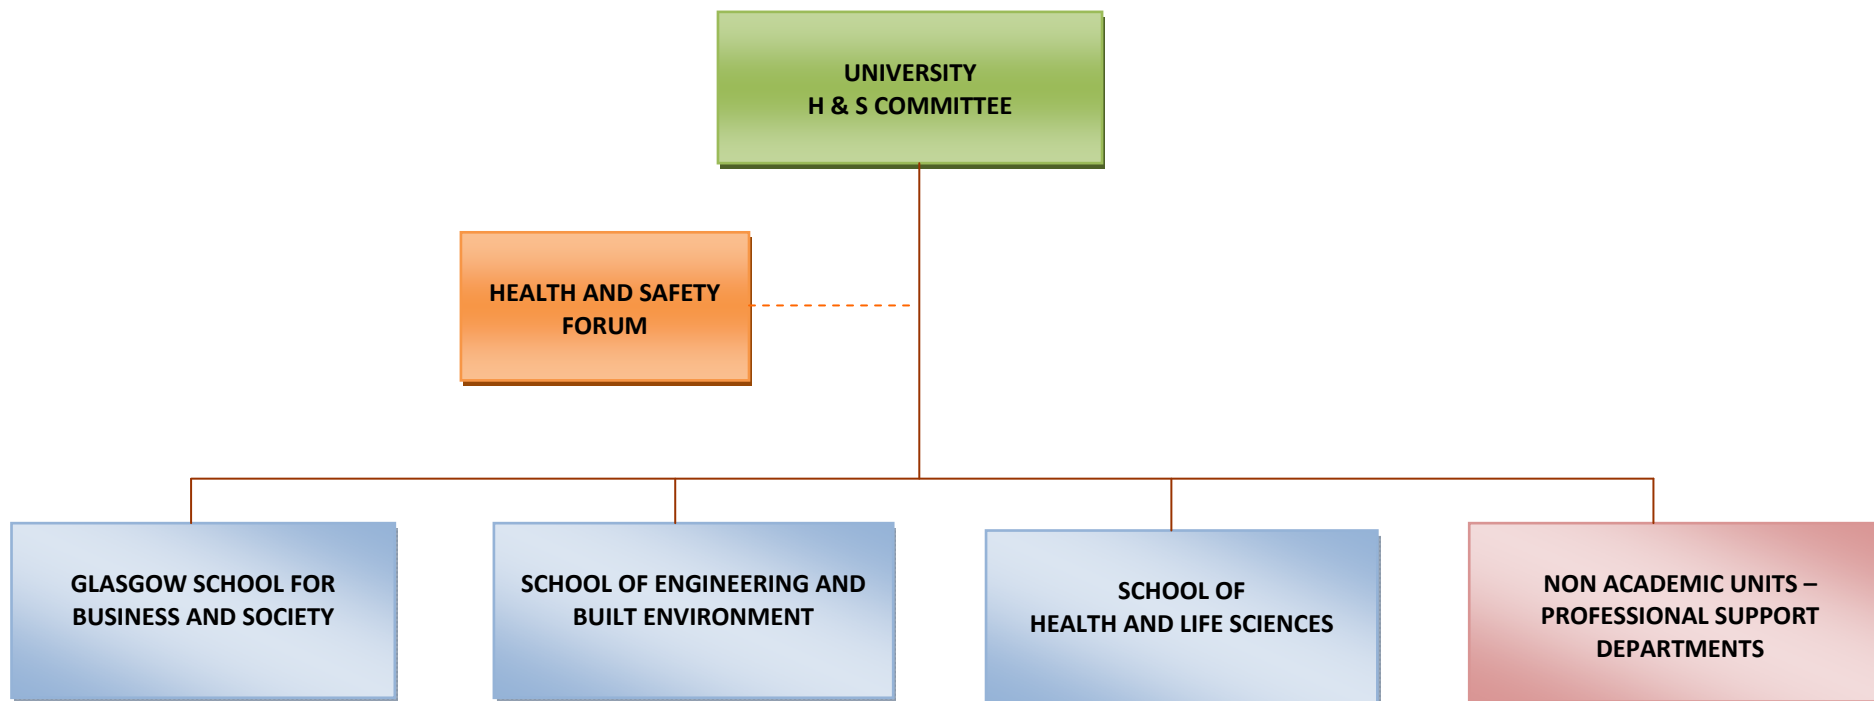 UNIVERSITY
H & S COMMITTEE
HEALTH AND SAFETY
FORUM
GLASGOW SCHOOL FOR
BUSINESS AND SOCIETY
SCHOOL OF ENGINEERING AND
BUILT ENVIRONMENT
SCHOOL OF
HEALTH AND LIFE SCIENCES
NON ACADEMIC UNITS –
PROFESSIONAL SUPPORT
DEPARTMENTS